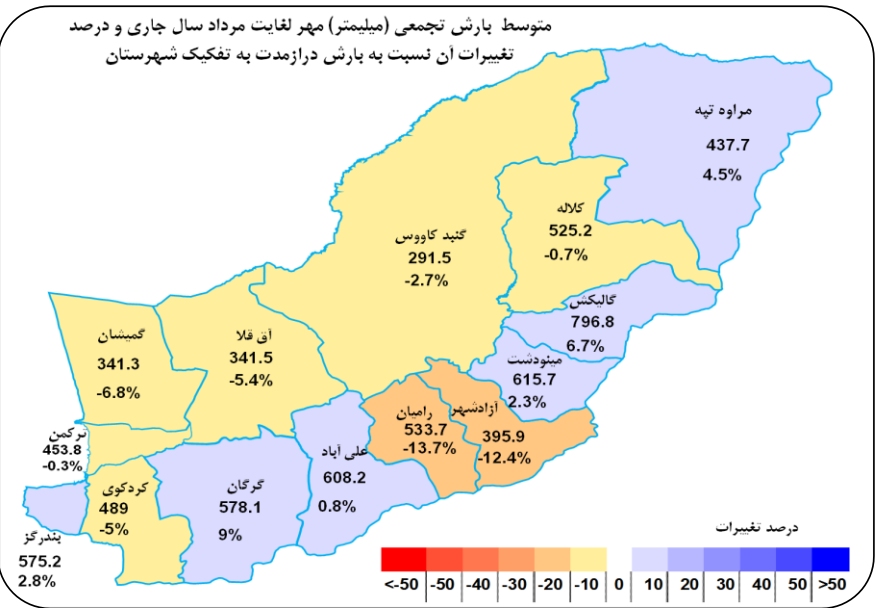 متوسط بارش تجمعی (میلیمتر) مهر لغایت مرداد سال جاری و درصد
تغییرات آن نسبت به بارش درازمدت به تفکیک شهرستان
مراوه تپه
437.7
4.5%
کلاله
525.2
-0.7%
گنبد کاووس
291.5
-2.7%
گالیکش
796.8
6.7%
مینودشت
615.7
2.3%
آزادشهر
395.9
-12.4%
رامیان
533.7
-13.7%
علی آباد
608.2
0.8%
آق قلا
341.5
-5.4%
گمیشان
341.3
-6.8%
ترکمن
453.8
-0.3%
کردکوی
489
-5%
گرگان
578.1
9%
بندرگز
575.2
2.8%
درصد تغییرات
<-50 -50 -40 -30 -20 -10 0 10 20 30 40 50 >50